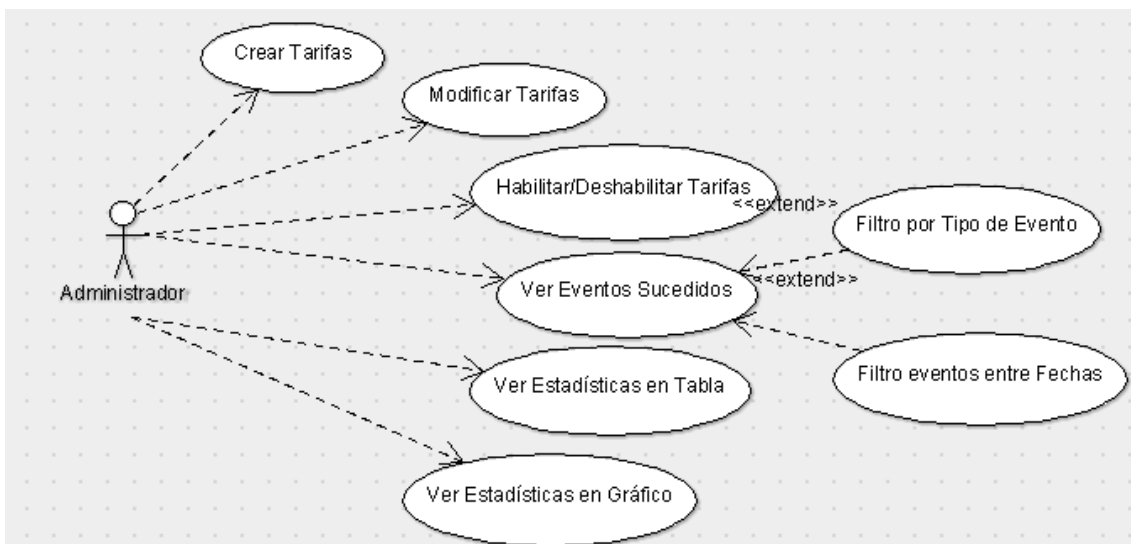 Crear Tarifas
Modificar Tarifas
Habilitar/Deshabilitar Tarifas
<<extend>>
Filtro por Tipo de Evento
Administrador
Ver Eventos Sucedidos
<<extend>>
Ver Estadísticas en Tabla
Filtro eventos entre Fechas
Ver Estadísticas en Gráfico